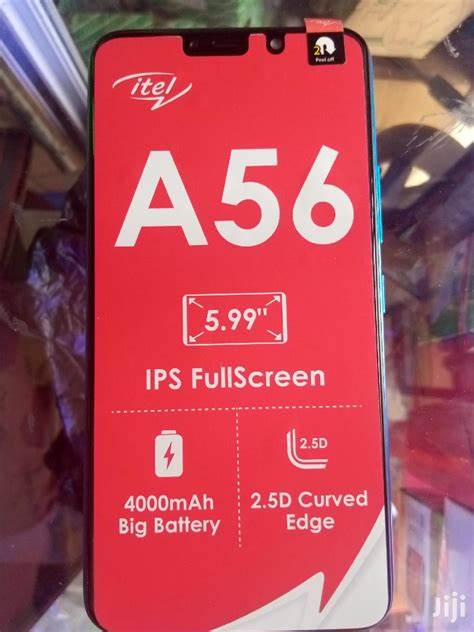 2
Peel off
itel
A56
5.99"
IPS FullScreen
4000mAh
Big Battery
2.5D
2.5D Curved
Edge
Jiji